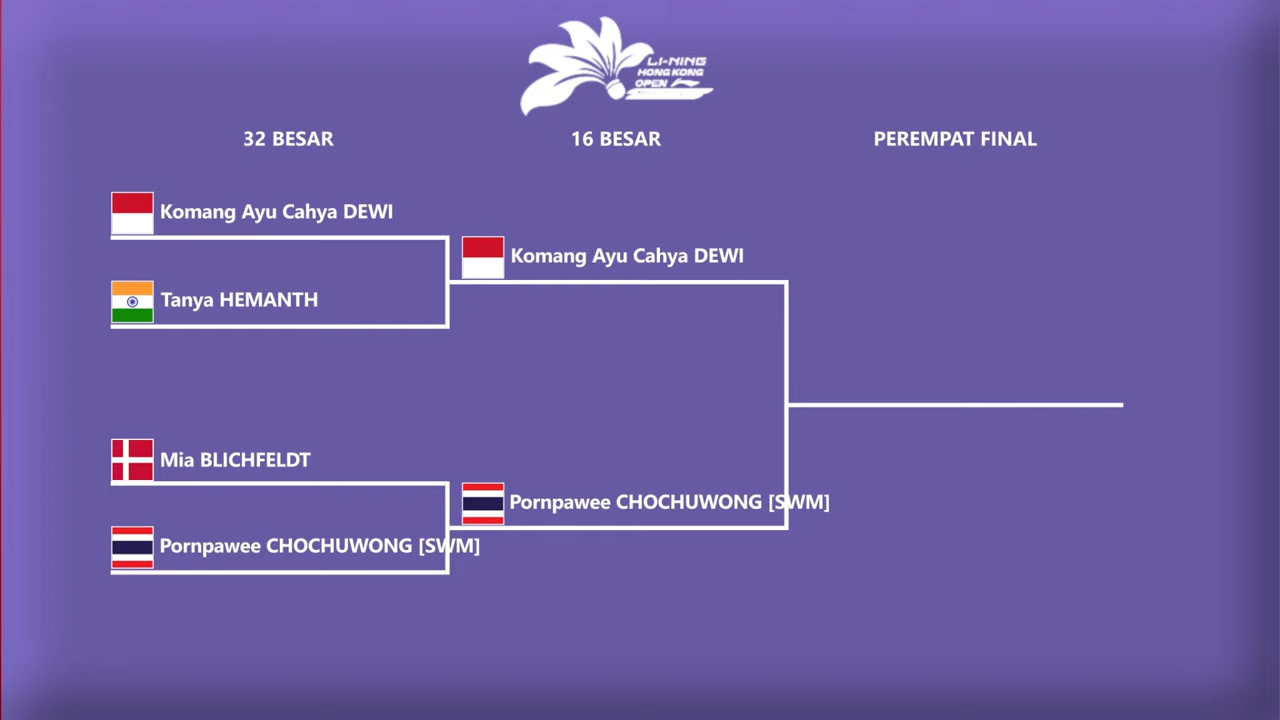 LI-NING
HONG KONG
OPEN
32 BESAR
16 BESAR
PEREMPAT FINAL
Komang Ayu Cahya DEWI
Tanya HEMANTH
Komang Ayu Cahya DEWI
Mia BLICHFELDT
Pornpawee CHOCHUWONG [SWM]
Pornpawee CHOCHUWONG [SWM]